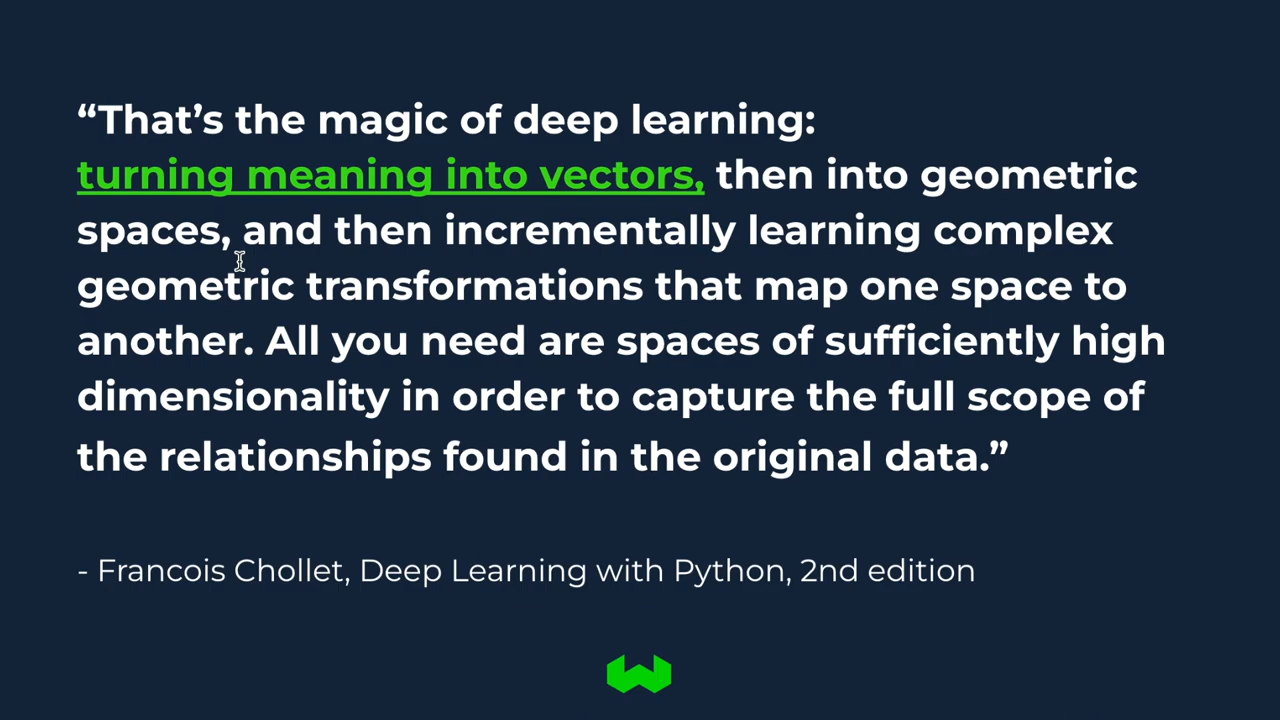 “That’s the magic of deep learning:
turning meaning into vectors, then into geometric
spaces, and then incrementally learning complex
geometric transformations that map one space to
another. All you need are spaces of sufficiently high
dimensionality in order to capture the full scope of
the relationships found in the original data.”
- Francois Chollet, Deep Learning with Python, 2nd edition